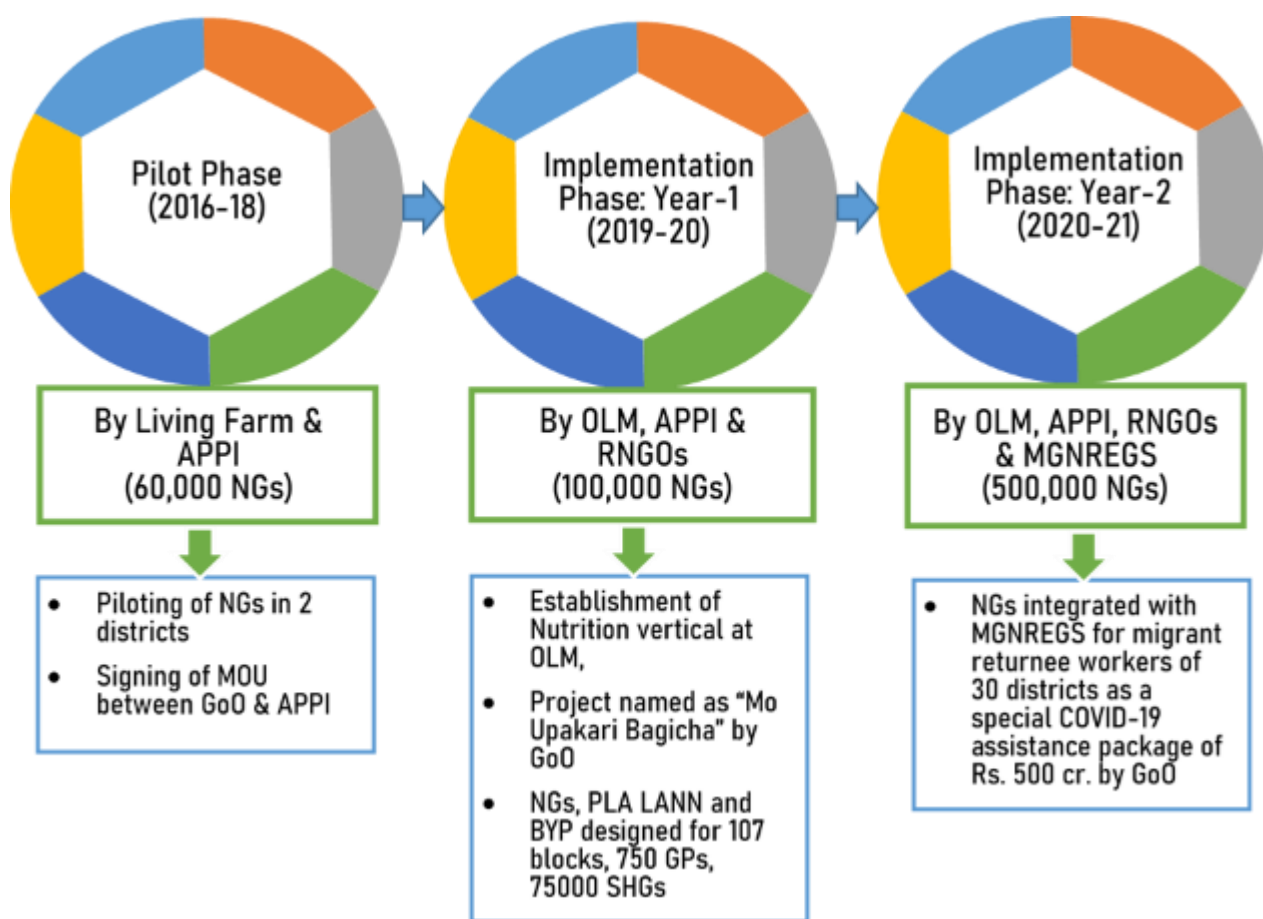 Pilot Phase
(2016-18)
Implementation
Phase: Year-1
(2019-20)
Implementation
Phase: Year-2
(2020-21)
By Living Farm &
APPI
(60,000 NGs)
By OLM, APPI &
RNGOs
(100,000 NGs)
By OLM, APPI, RNGOs
& MGNREGS
(500,000 NGs)
• Piloting of NGs in 2
districts
• Signing of MOU
between GoO & APPI
• Establishment of
Nutrition vertical at
OLM,
• Project named as “Mo
Upakari Bagicha” by
GoO
• NGs, PLA LANN and
BYP designed for 107
blocks, 750 GPs,
75000 SHGs
• NGs integrated with
MGNREGS for migrant
returnee workers of
30 districts as a
special COVID-19
assistance package of
Rs. 500 cr. by GoO